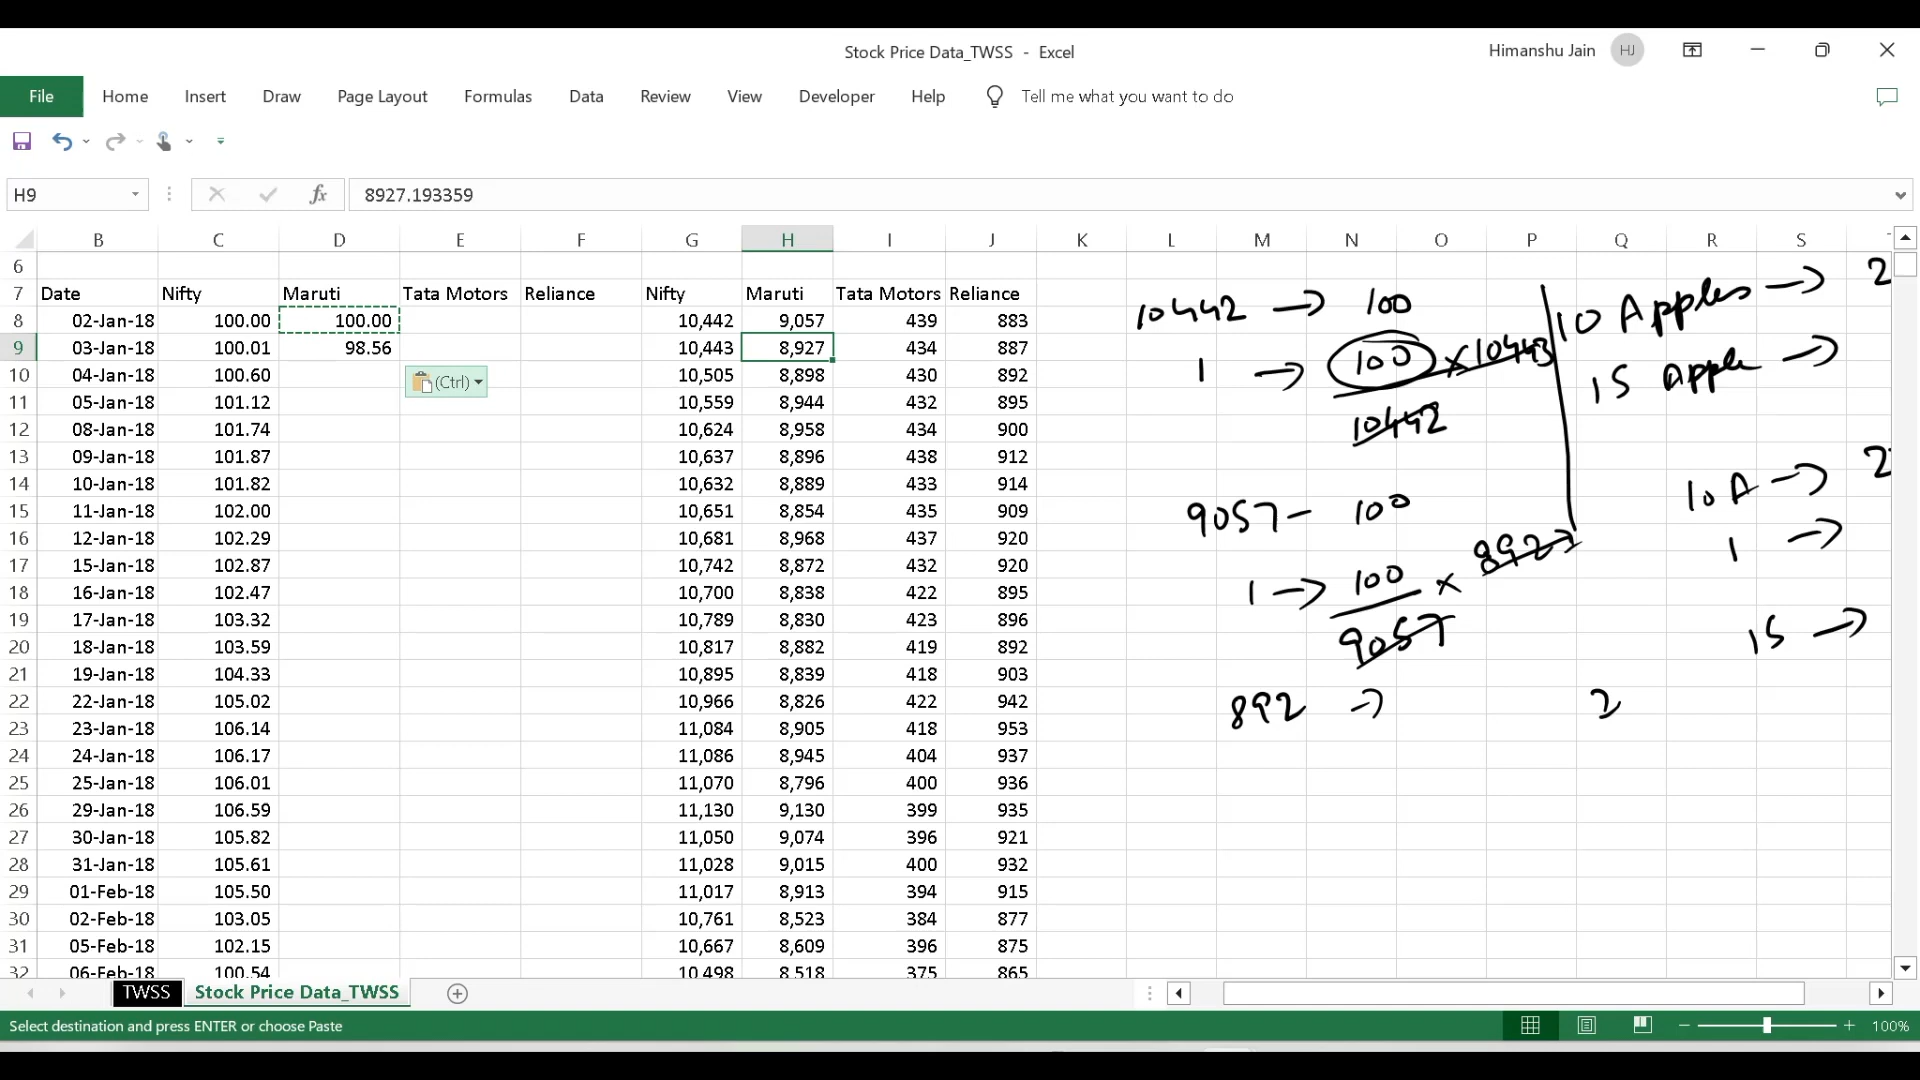 Stock Price Data_TWSS - Excel
Himanshu Jain HJ
File Home Insert Draw Page Layout Formulas Data Review View Developer Help Tell me what you want to do
H9 fx 8927.193359
B C D E F G H I J K L M N O P Q R S
6
7 Date Nifty Maruti Tata Motors Reliance Nifty Maruti Tata Motors Reliance
8 02-Jan-18 100.00 100.00 10,442 9,057 439 883
9 03-Jan-18 100.01 98.56 10,443 8,927 434 887
10 04-Jan-18 100.60 10,505 8,898 430 892
(Ctrl)
11 05-Jan-18 101.12 10,559 8,944 432 895
12 08-Jan-18 101.74 10,624 8,958 434 900
13 09-Jan-18 101.87 10,637 8,896 438 912
14 10-Jan-18 101.82 10,632 8,889 433 914
15 11-Jan-18 102.00 10,651 8,854 435 909
16 12-Jan-18 102.29 10,681 8,968 437 920
17 15-Jan-18 102.87 10,742 8,872 432 920
18 16-Jan-18 102.47 10,700 8,838 422 895
19 17-Jan-18 103.32 10,789 8,830 423 896
20 18-Jan-18 103.59 10,817 8,882 419 892
21 19-Jan-18 104.33 10,895 8,839 418 903
22 22-Jan-18 105.02 10,966 8,826 422 942
23 23-Jan-18 106.14 11,084 8,905 418 953
24 24-Jan-18 106.17 11,086 8,945 404 937
25 25-Jan-18 106.01 11,070 8,796 400 936
26 29-Jan-18 106.59 11,130 9,130 399 935
27 30-Jan-18 105.82 11,050 9,074 396 921
28 31-Jan-18 105.61 11,028 9,015 400 932
29 01-Feb-18 105.50 11,017 8,913 394 915
30 02-Feb-18 103.05 10,761 8,523 384 877
31 05-Feb-18 102.15 10,667 8,609 396 875
32 06-Feb-18 100.54 10,498 8,518 375 865
10442 → 100
1 → 100 × 10443
10442
9057 - 100
1 → 100 ×
9057
892 → 2
10 Apples → 2
15 Apple →
10 A → 2
1 →
15 →
TWSS Stock Price Data_TWSS
Select destination and press ENTER or choose Paste
100%